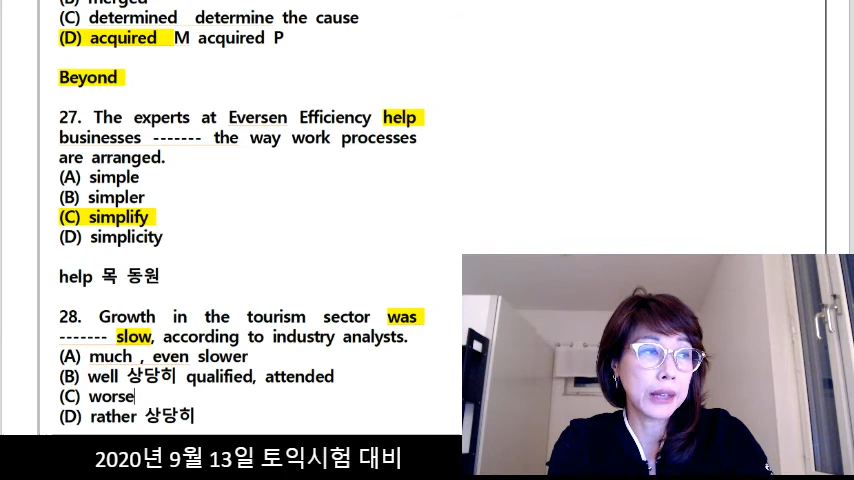 (B) merged
(C) determined determine the cause
(D) acquired M acquired P
Beyond
27. The experts at Eversen Efficiency help
businesses ------- the way work processes
are arranged.
(A) simple
(B) simpler
(C) simplify
(D) simplicity
help 목 동원
28. Growth in the tourism sector was
------- slow, according to industry analysts.
(A) much , even slower
(B) well 상당히 qualified, attended
(C) worse
(D) rather 상당히
2020년 9월 13일 토익시험 대비